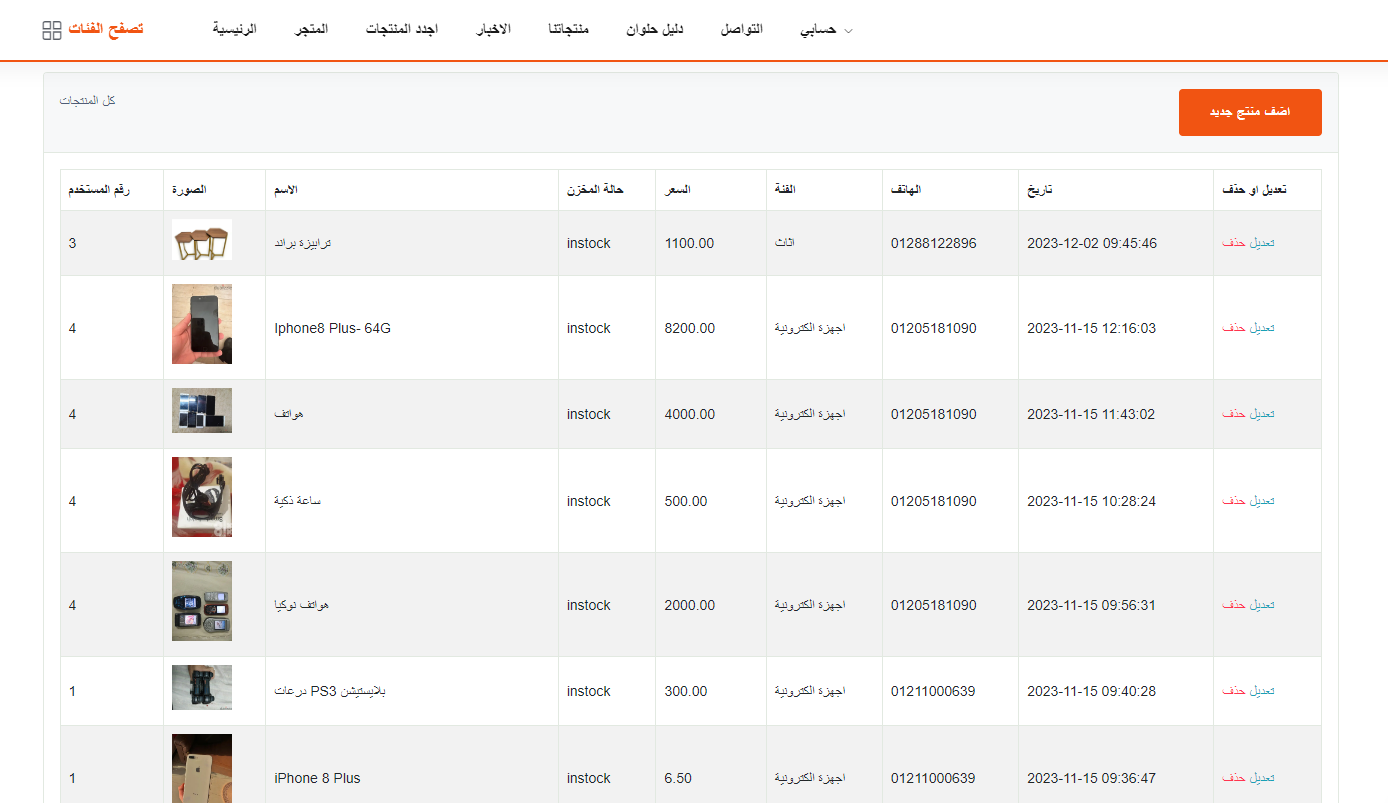 تصفح الفئات الرئيسية المتجر اجدد المنتجات الاخبار منتجاتنا دليل حلوان التواصل حسابي
كل المنتجات
اضف منتج جديد
رقم المستخدم الصورة الاسم حالة المخزن السعر الفئة الهاتف تاريخ تعديل او حذف
3 ترابيزة براند instock 1100.00 اثاث 01288122896 2023-12-02 09:45:46 تعديل حذف
4 Iphone8 Plus- 64G instock 8200.00 اجهزة الكترونية 01205181090 2023-11-15 12:16:03 تعديل حذف
4 هواتف instock 4000.00 اجهزة الكترونية 01205181090 2023-11-15 11:43:02 تعديل حذف
4 ساعة ذكية instock 500.00 اجهزة الكترونية 01205181090 2023-11-15 10:28:24 تعديل حذف
4 هواتف نوكيا instock 2000.00 اجهزة الكترونية 01205181090 2023-11-15 09:56:31 تعديل حذف
1 بلايستيشن PS3 درعات instock 300.00 اجهزة الكترونية 01211000639 2023-11-15 09:40:28 تعديل حذف
1 iPhone 8 Plus instock 6.50 اجهزة الكترونية 01211000639 2023-11-15 09:36:47 تعديل حذف